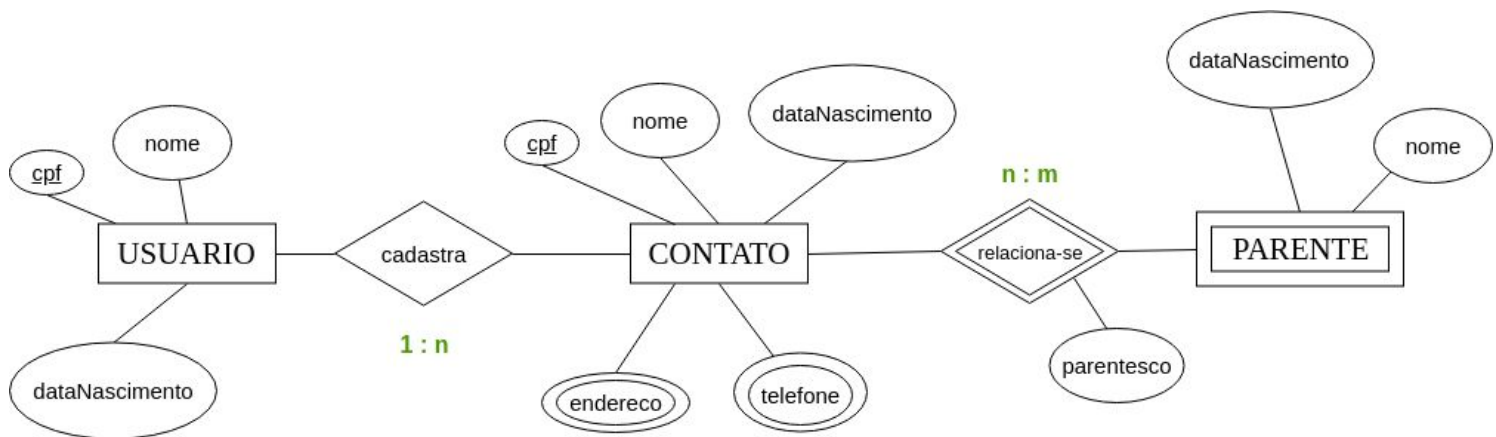 dataNascimento
nome
cpf
nome
cpf
nome
dataNascimento
n : m
USUARIO
cadastra
CONTATO
relaciona-se
PARENTE
1 : n
dataNascimento
endereco
telefone
parentesco